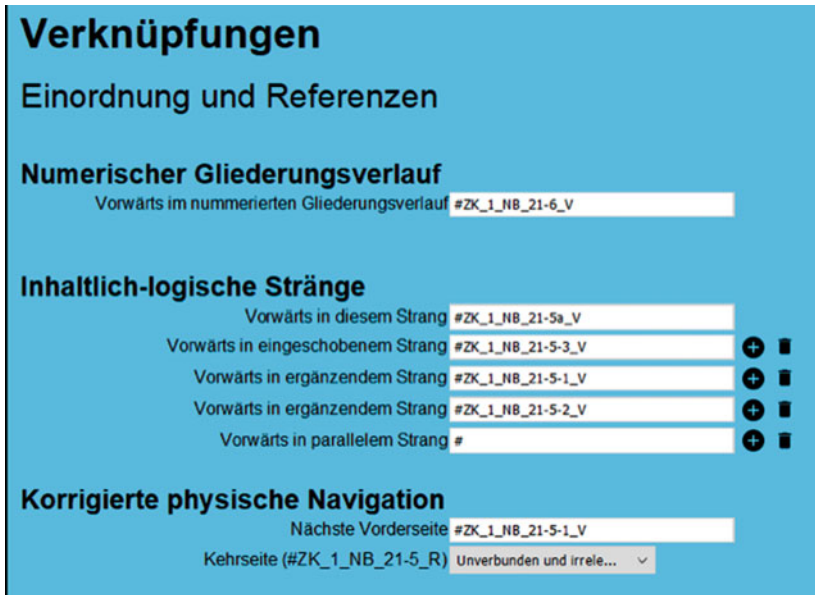 Verknüpfungen
Einordnung und Referenzen
Numerischer Gliederungsverlauf
Vorwärts im nummerierten Gliederungsverlauf #ZK_1_NB_21-6_V
Inhaltlich-logische Stränge
Vorwärts in diesem Strang #ZK_1_NB_21-5a_V
Vorwärts in eingeschobenem Strang #ZK_1_NB_21-5-3_V
Vorwärts in ergänzendem Strang #ZK_1_NB_21-5-1_V
Vorwärts in ergänzendem Strang #ZK_1_NB_21-5-2_V
Vorwärts in parallelem Strang #
Korrigierte physische Navigation
Nächste Vorderseite #ZK_1_NB_21-5-1_V
Kehrseite (#ZK_1_NB_21-5_R) Unverbunden und irrele...